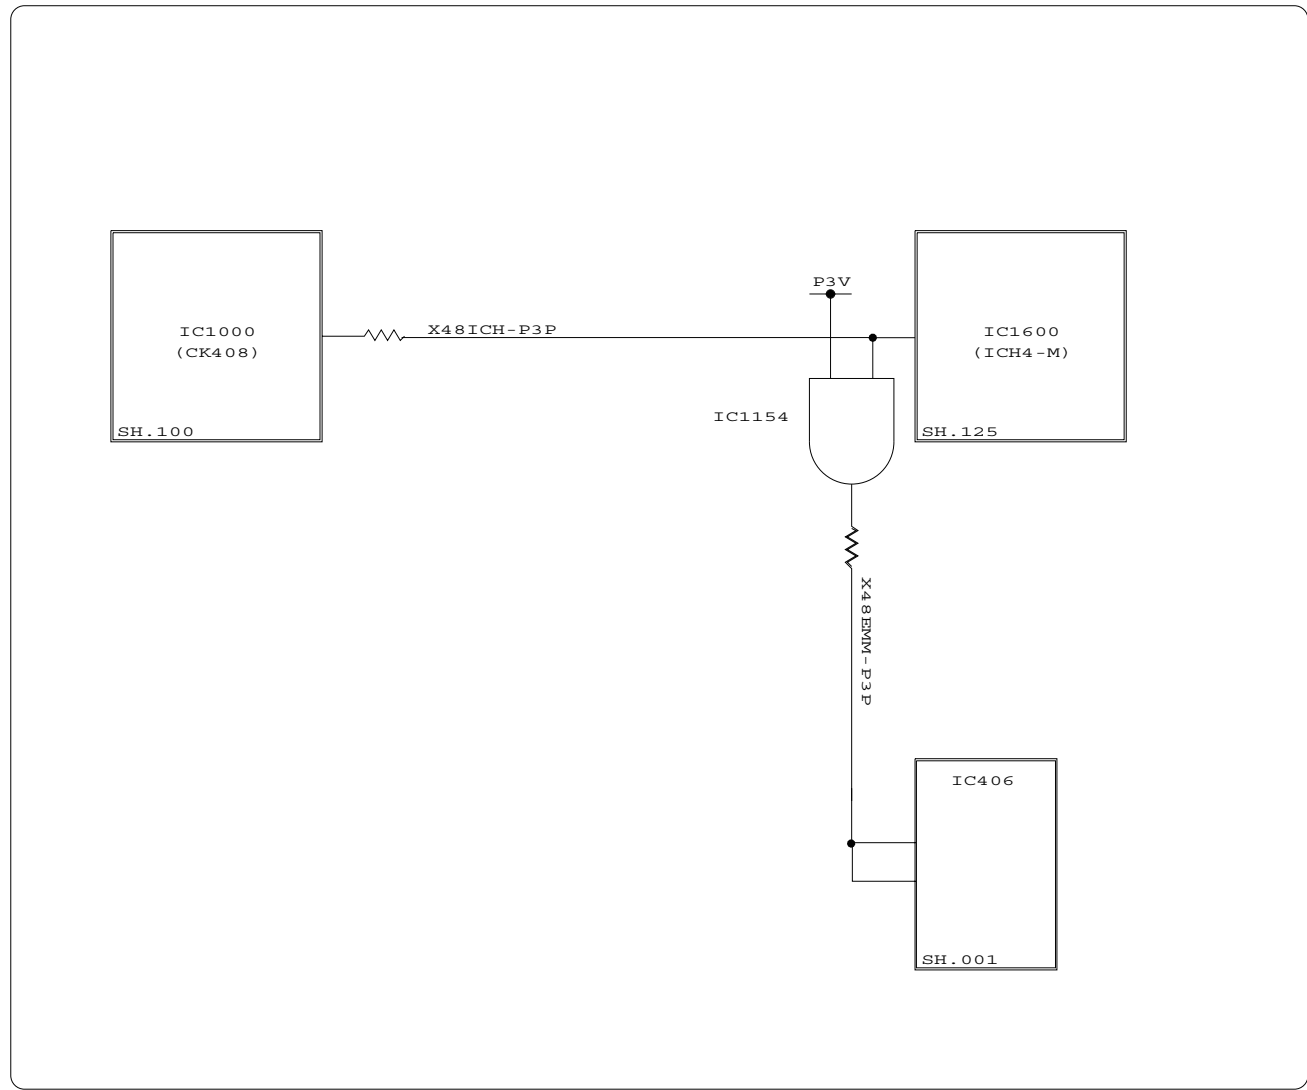 P3V
IC1000
(CK408)
X48ICH-P3P
IC1600
(ICH4-M)
IC1154
SH.100
SH.125
X48EMM-P3P
IC406
SH.001